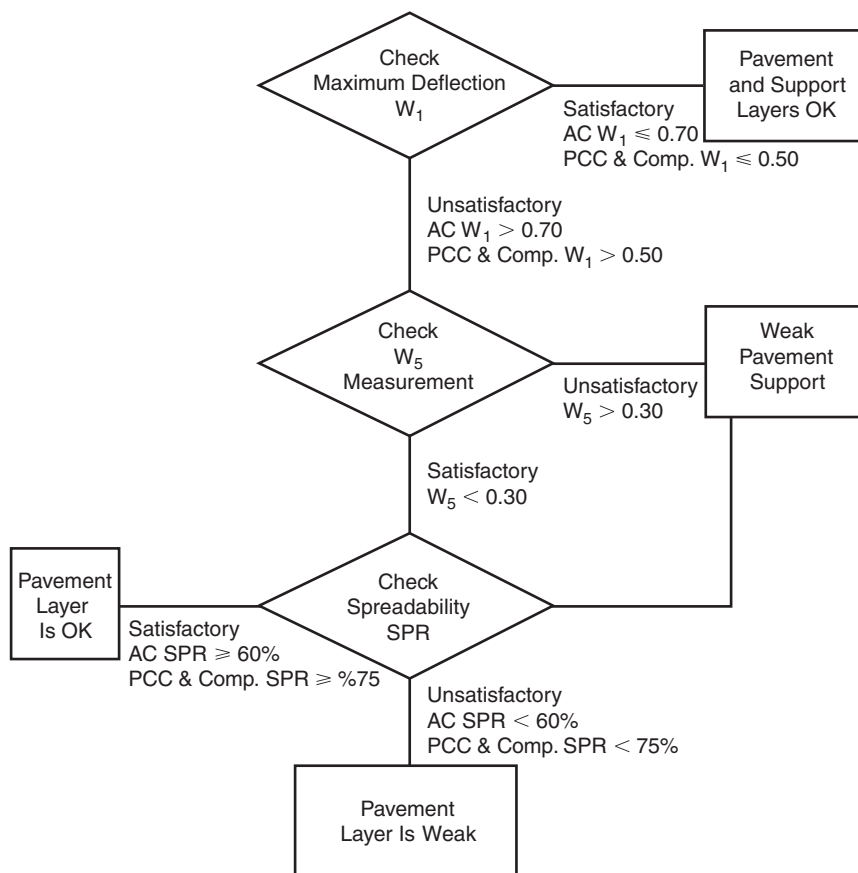 Check
Maximum Deflection
W₁
Pavement
and Support
Layers OK
Satisfactory
AC W₁ ⩽ 0.70
PCC & Comp. W₁ ⩽ 0.50
Unsatisfactory
AC W₁ > 0.70
PCC & Comp. W₁ > 0.50
Check
W₅
Measurement
Weak
Pavement
Support
Unsatisfactory
W₅ > 0.30
Satisfactory
W₅ < 0.30
Pavement
Layer
Is OK
Check
Spreadability
SPR
Satisfactory
AC SPR ⩾ 60%
PCC & Comp. SPR ⩾ %75
Unsatisfactory
AC SPR < 60%
PCC & Comp. SPR < 75%
Pavement
Layer Is Weak